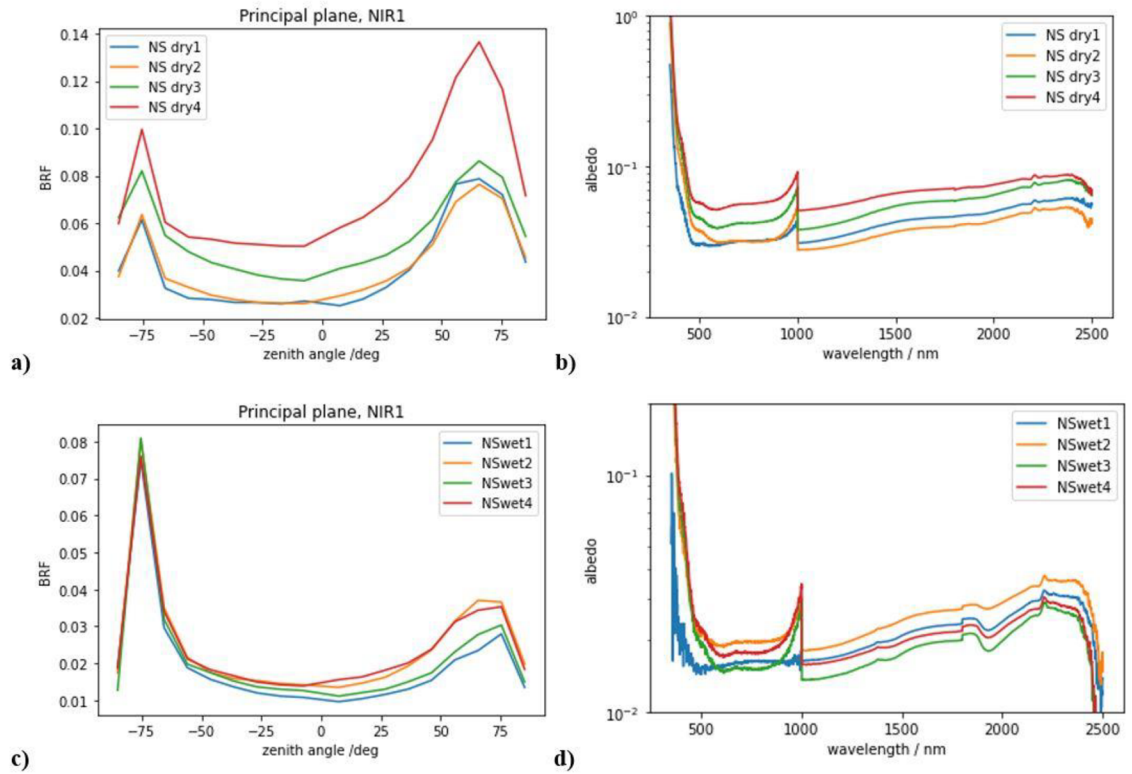 Principal plane, NIR1
0.14
0.12
0.10
0.08
0.06
0.04
0.02
BRF
NS dry1
NS dry2
NS dry3
NS dry4
−75 −50 −25 0 25 50 75
zenith angle /deg
a)
10⁰
10⁻¹
10⁻²
albedo
NS dry1
NS dry2
NS dry3
NS dry4
500 1000 1500 2000 2500
wavelength / nm
b)
Principal plane, NIR1
0.08
0.07
0.06
0.05
0.04
0.03
0.02
0.01
BRF
NSwet1
NSwet2
NSwet3
NSwet4
−75 −50 −25 0 25 50 75
zenith angle /deg
c)
10⁻¹
10⁻²
albedo
NSwet1
NSwet2
NSwet3
NSwet4
500 1000 1500 2000 2500
wavelength / nm
d)